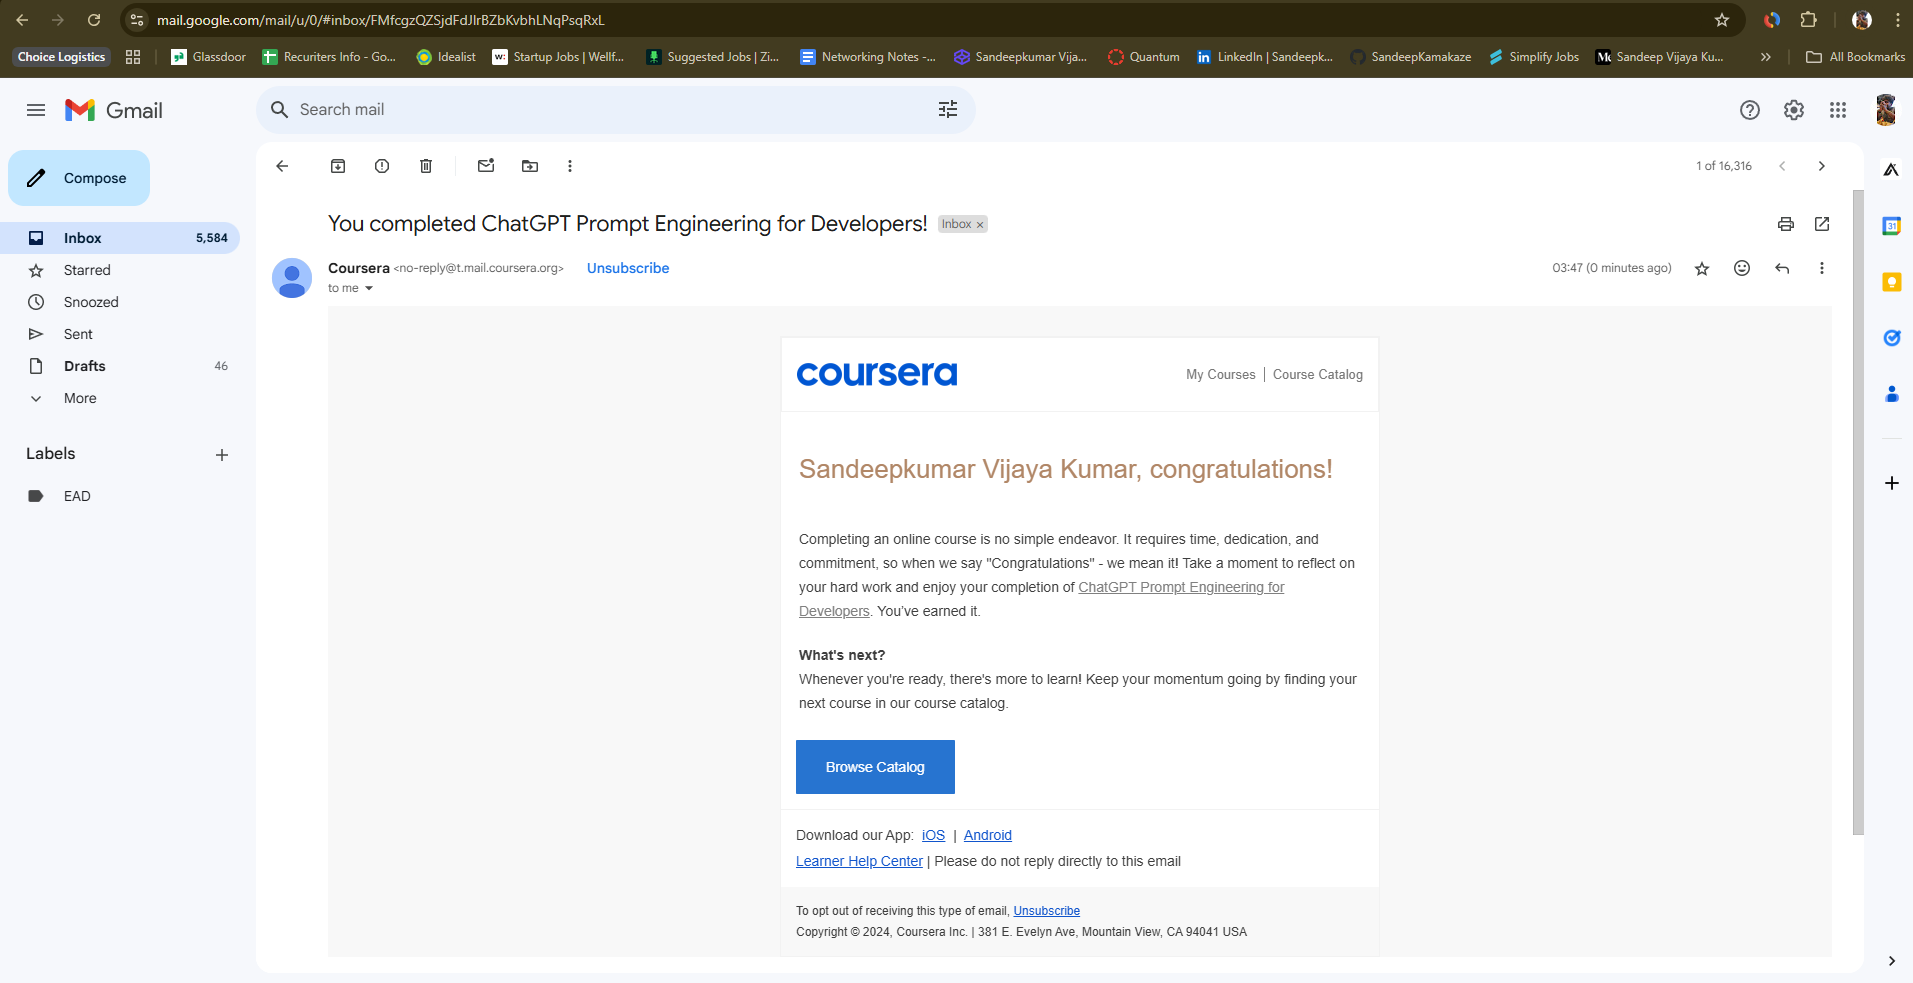 mail.google.com/mail/u/0/#inbox/FMfcgzQZSjdFdJlrBZbKvbhLNqPsqRxL
Choice Logistics Glassdoor Recuriters Info - Go... Idealist Startup Jobs | Wellf... Suggested Jobs | Zi... Networking Notes -... Sandeepkumar Vija... Quantum LinkedIn | Sandeepk... SandeepKamakaze Simplify Jobs Sandeep Vijaya Ku... All Bookmarks
Gmail
Search mail
Compose
1 of 16,316
Inbox 5,584
Starred
Snoozed
Sent
Drafts 46
More
Labels
EAD
You completed ChatGPT Prompt Engineering for Developers! Inbox ×
Coursera <no-reply@t.mail.coursera.org> Unsubscribe 03:47 (0 minutes ago)
to me
coursera My Courses | Course Catalog
Sandeepkumar Vijaya Kumar, congratulations!
Completing an online course is no simple endeavor. It requires time, dedication, and
commitment, so when we say "Congratulations" - we mean it! Take a moment to reflect on
your hard work and enjoy your completion of ChatGPT Prompt Engineering for
Developers. You've earned it.
What's next?
Whenever you're ready, there's more to learn! Keep your momentum going by finding your
next course in our course catalog.
Browse Catalog
Download our App: iOS | Android
Learner Help Center | Please do not reply directly to this email
To opt out of receiving this type of email, Unsubscribe
Copyright © 2024, Coursera Inc. | 381 E. Evelyn Ave, Mountain View, CA 94041 USA